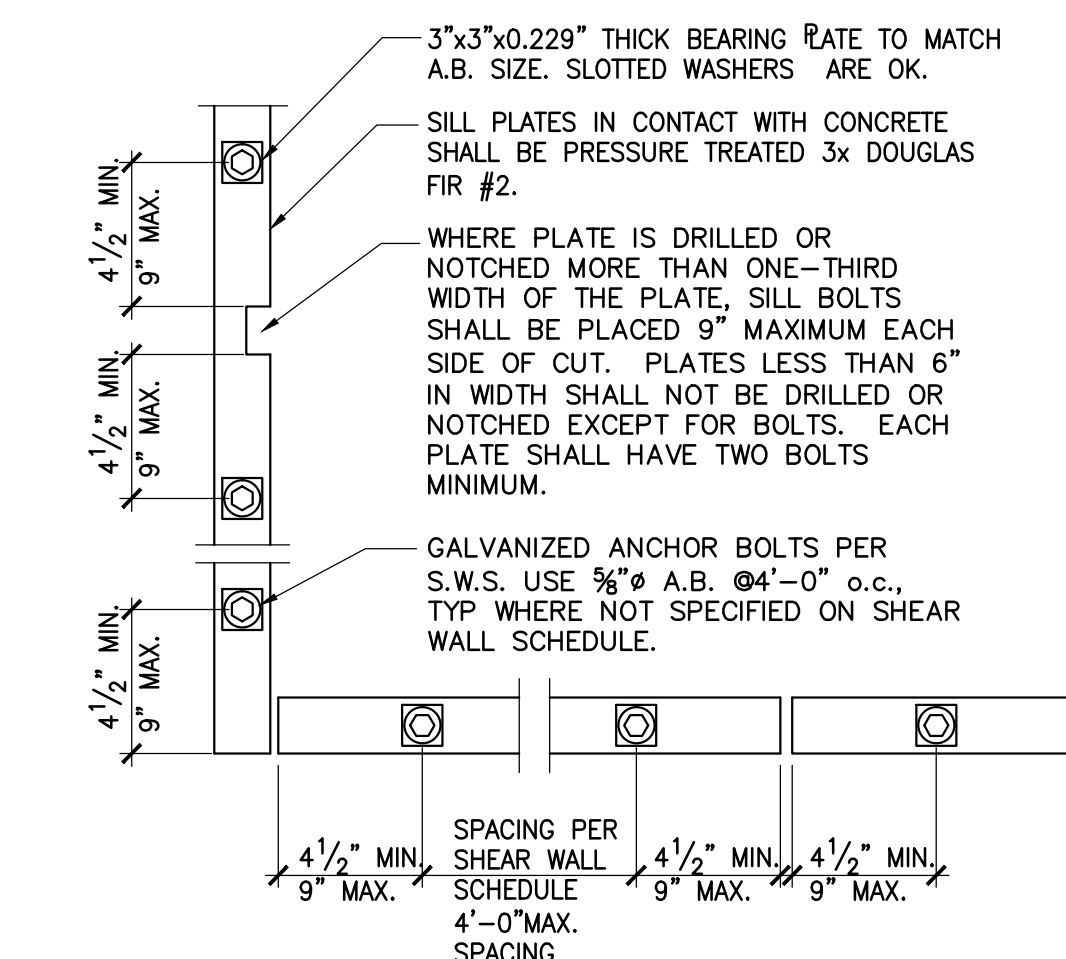 3"x3"x0.229" THICK BEARING ⅊LATE TO MATCH
A.B. SIZE. SLOTTED WASHERS ARE OK.
SILL PLATES IN CONTACT WITH CONCRETE
SHALL BE PRESSURE TREATED 3x DOUGLAS
FIR #2.
WHERE PLATE IS DRILLED OR
NOTCHED MORE THAN ONE-THIRD
WIDTH OF THE PLATE, SILL BOLTS
SHALL BE PLACED 9" MAXIMUM EACH
SIDE OF CUT. PLATES LESS THAN 6"
IN WIDTH SHALL NOT BE DRILLED OR
NOTCHED EXCEPT FOR BOLTS. EACH
PLATE SHALL HAVE TWO BOLTS
MINIMUM.
GALVANIZED ANCHOR BOLTS PER
S.W.S. USE ⅝"ø A.B. @4'-0" o.c.,
TYP WHERE NOT SPECIFIED ON SHEAR
WALL SCHEDULE.
4 1/2" MIN.
9" MAX.
4 1/2" MIN.
9" MAX.
4 1/2" MIN.
9" MAX.
4 1/2" MIN.
9" MAX.
SPACING PER
SHEAR WALL
SCHEDULE
4'-0"MAX.
SPACING
4 1/2" MIN.
9" MAX.
4 1/2" MIN.
9" MAX.